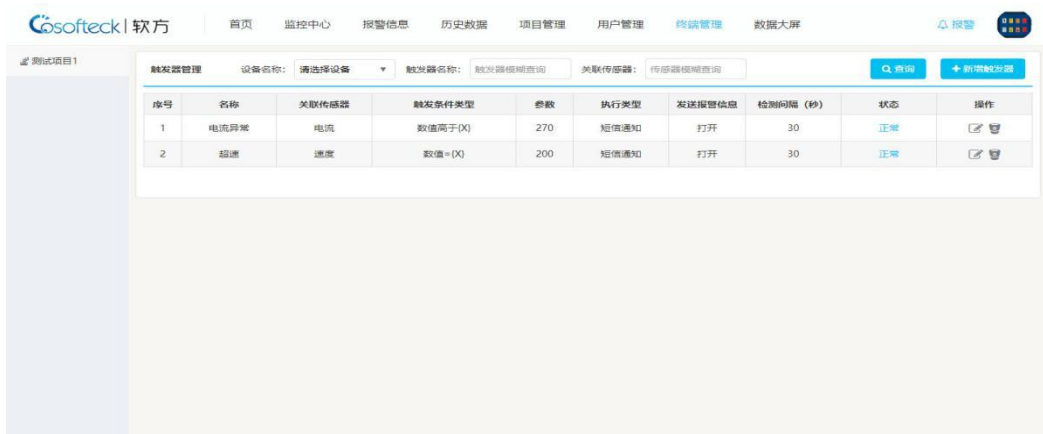 Cosofteck 软方 首页 监控中心 报警信息 历史数据 项目管理 用户管理 终端管理 数据大屏 报警
测试项目1
触发器管理 设备名称: 请选择设备 触发器名称: 触发器模糊查询 关联传感器: 传感器模糊查询 查询 +新增触发器
序号 名称 关联传感器 触发条件类型 参数 执行类型 发送报警信息 检测间隔（秒） 状态 操作
1 电流异常 电流 数值高于{X} 270 短信通知 打开 30 正常
2 超速 速度 数值={X} 200 短信通知 打开 30 正常